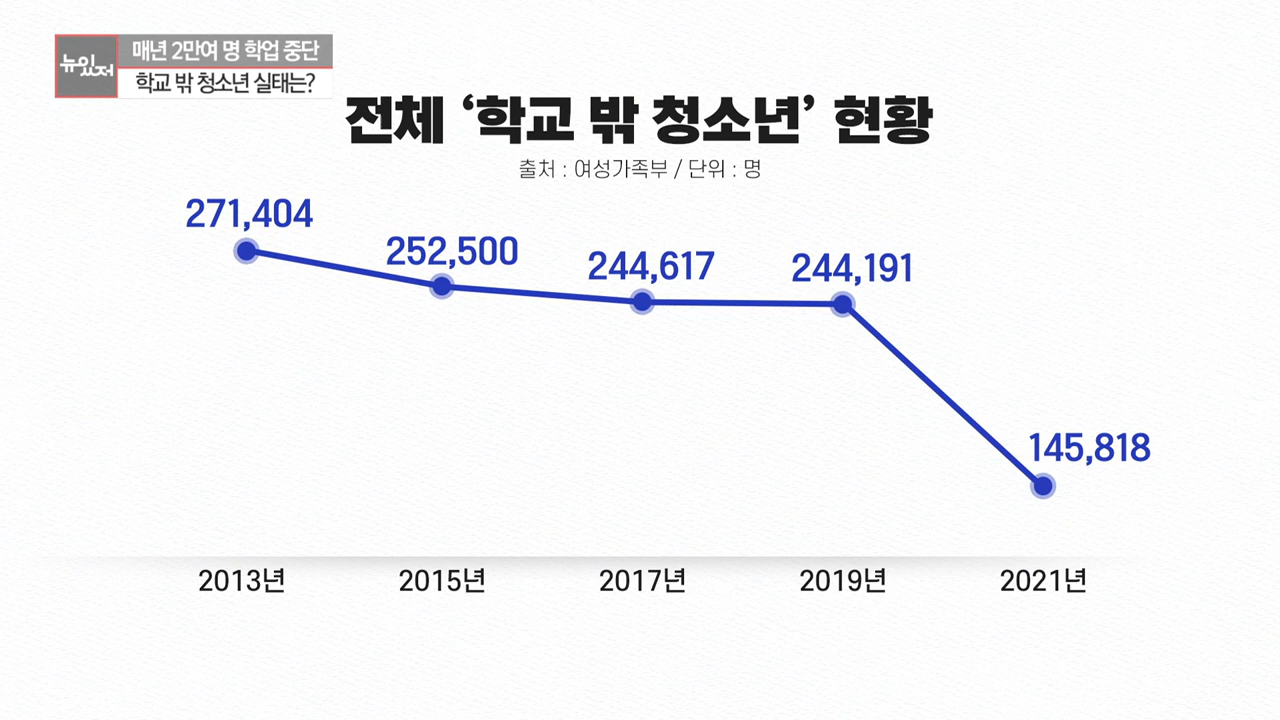 뉴있저
매년 2만여 명 학업 중단
학교 밖 청소년 실태는?
전체 ‘학교 밖 청소년’ 현황
출처 : 여성가족부 / 단위 : 명
271,404
252,500
244,617
244,191
145,818
2013년
2015년
2017년
2019년
2021년